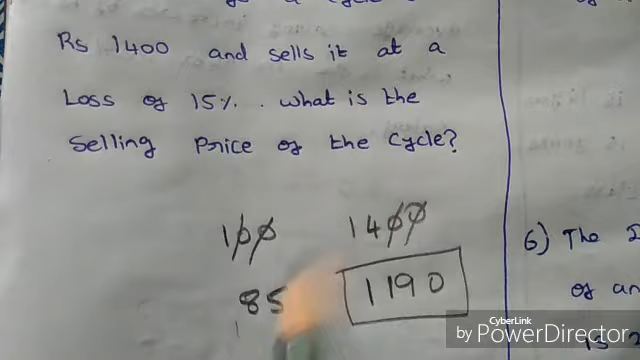 Rs 1400 and sells it at a
Loss of 15%. What is the
Selling Price of the Cycle?
100 1400
85 1190
6) The
of an
is
CyberLink
by PowerDirector